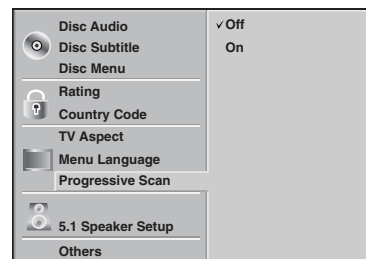 Disc Audio
Disc Subtitle
Disc Menu
Rating
Country Code
TV Aspect
Menu Language
Progressive Scan
5.1 Speaker Setup
Others
✓ Off
On